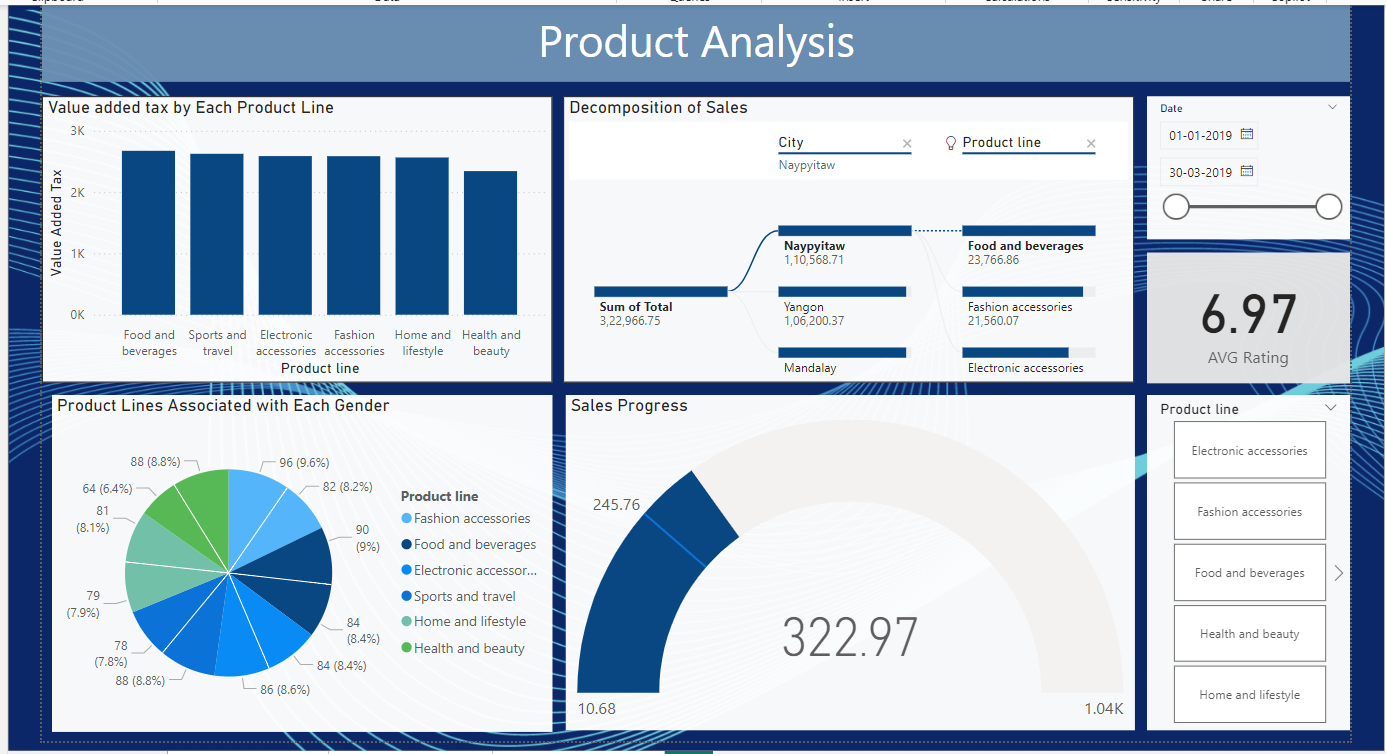 Product Analysis
Value added tax by Each Product Line
Value Added Tax
3K
2K
1K
0K
Food and beverages
Sports and travel
Electronic accessories
Fashion accessories
Home and lifestyle
Health and beauty
Product line
Decomposition of Sales
City
Naypyitaw
Product line
Sum of Total
3,22,966.75
Naypyitaw
1,10,568.71
Yangon
1,06,200.37
Mandalay
Food and beverages
23,766.86
Fashion accessories
21,560.07
Electronic accessories
Date
01-01-2019
30-03-2019
6.97
AVG Rating
Product Lines Associated with Each Gender
96 (9.6%)
82 (8.2%)
90
(9%)
84
(8.4%)
84 (8.4%)
86 (8.6%)
88 (8.8%)
78
(7.8%)
79
(7.9%)
81
(8.1%)
64 (6.4%)
88 (8.8%)
Product line
Fashion accessories
Food and beverages
Electronic accessor...
Sports and travel
Home and lifestyle
Health and beauty
Sales Progress
245.76
322.97
10.68
1.04K
Product line
Electronic accessories
Fashion accessories
Food and beverages
Health and beauty
Home and lifestyle